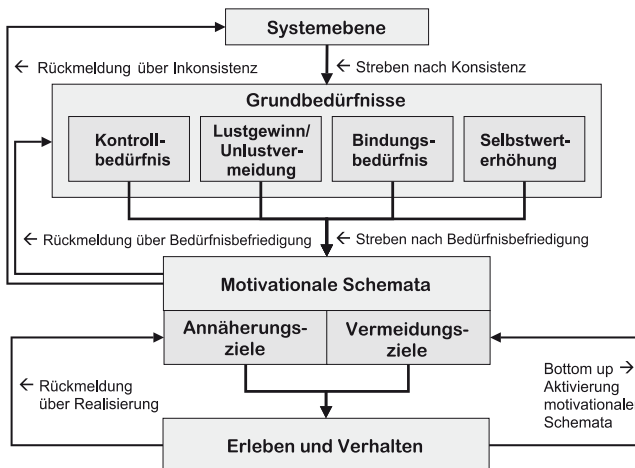 Systemebene
← Rückmeldung über Inkonsistenz
← Streben nach Konsistenz
Grundbedürfnisse
Kontroll-
bedürfnis
Lustgewinn/
Unlustver-
meidung
Bindungs-
bedürfnis
Selbstwert-
erhöhung
← Rückmeldung über Bedürfnisbefriedigung
← Streben nach Bedürfnisbefriedigung
Motivationale Schemata
Annäherungs-
ziele
Vermeidungs-
ziele
← Rückmeldung
über Realisierung
Bottom up →
Aktivierung
motivationale
Schemata
Erleben und Verhalten